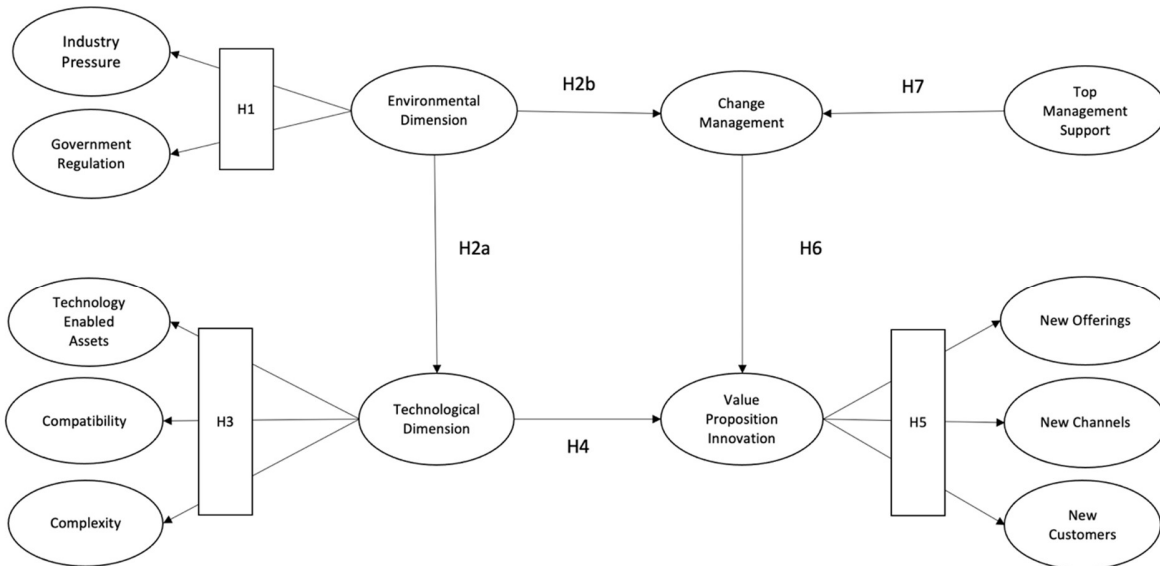 Industry
Pressure
H1
Government
Regulation
Environmental
Dimension
H2b
Change
Management
H7
Top
Management
Support
H2a
H6
Technology
Enabled
Assets
Compatibility
Complexity
H3
Technological
Dimension
H4
Value
Proposition
Innovation
H5
New Offerings
New Channels
New
Customers